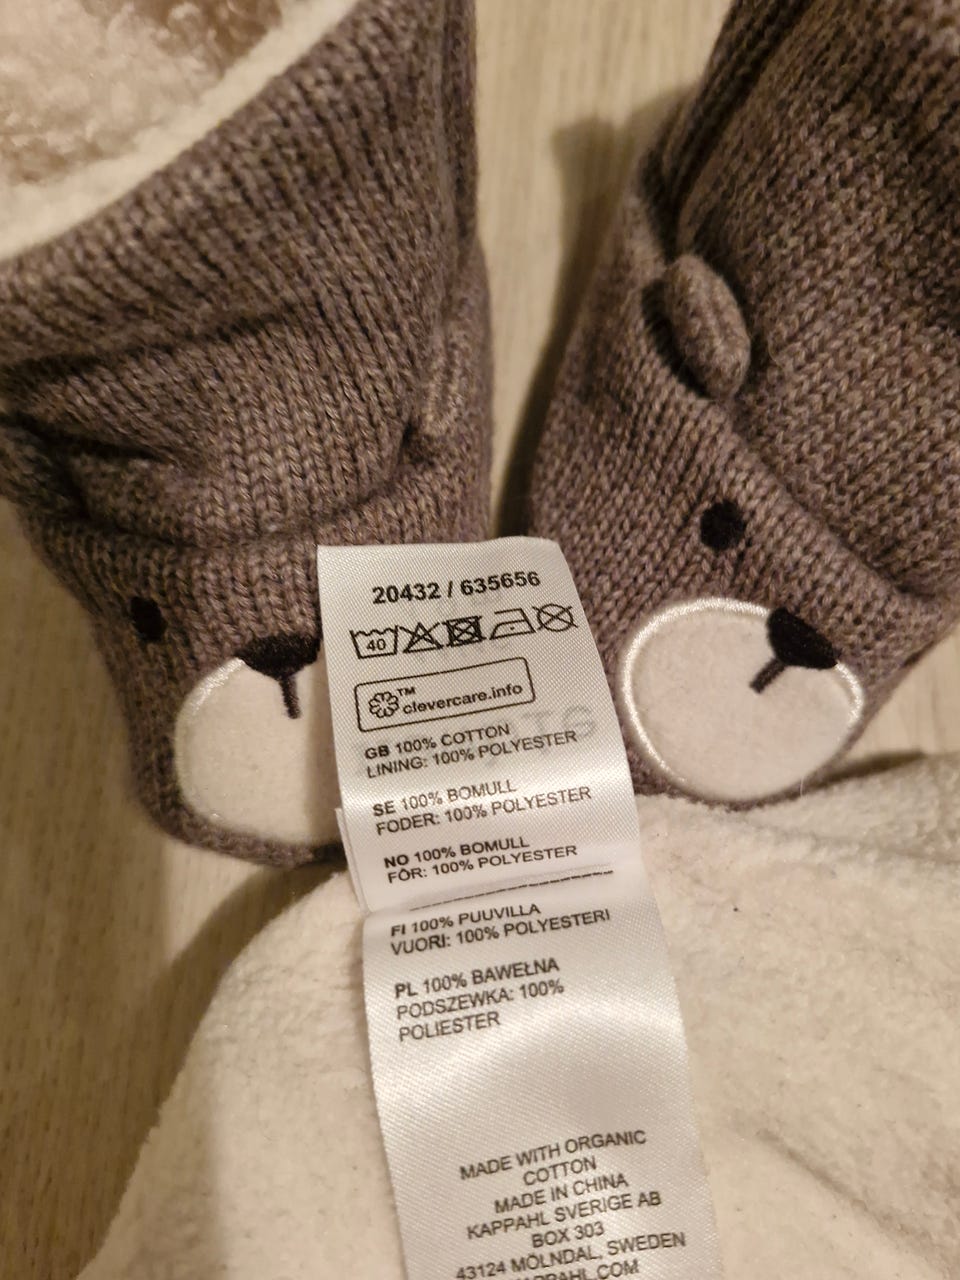 20432 / 635656
40
TM
clevercare.info
GB 100% COTTON
LINING: 100% POLYESTER
SE 100% BOMULL
FODER: 100% POLYESTER
NO 100% BOMULL
FÔR: 100% POLYESTER
FI 100% PUUVILLA
VUORI: 100% POLYESTERI
PL 100% BAWEŁNA
PODSZEWKA: 100%
POLIESTER
MADE WITH ORGANIC
COTTON
MADE IN CHINA
KAPPAHL SVERIGE AB
BOX 303
43124 MÖLNDAL, SWEDEN